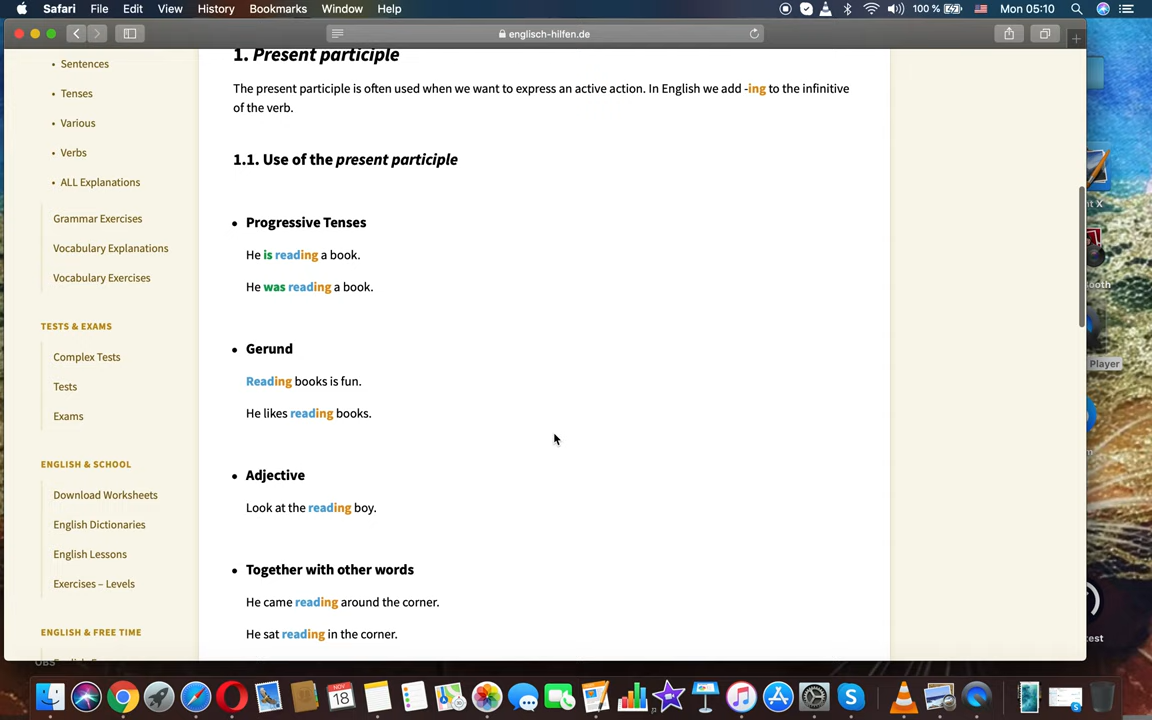 Safari File Edit View History Bookmarks Window Help 100 % Mon 05:10
englisch-hilfen.de
1. Present participle
• Sentences
The present participle is often used when we want to express an active action. In English we add -ing to the infinitive
• Tenses
of the verb.
• Various
• Verbs
1.1. Use of the present participle
• ALL Explanations
Grammar Exercises
• Progressive Tenses
Vocabulary Explanations
He is reading a book.
Vocabulary Exercises
He was reading a book.
TESTS & EXAMS
• Gerund
Complex Tests
Reading books is fun.
Tests
He likes reading books.
Exams
ENGLISH & SCHOOL
• Adjective
Download Worksheets
Look at the reading boy.
English Dictionaries
English Lessons
• Together with other words
Exercises – Levels
He came reading around the corner.
ENGLISH & FREE TIME
He sat reading in the corner.
Player
OBS
NOV
18